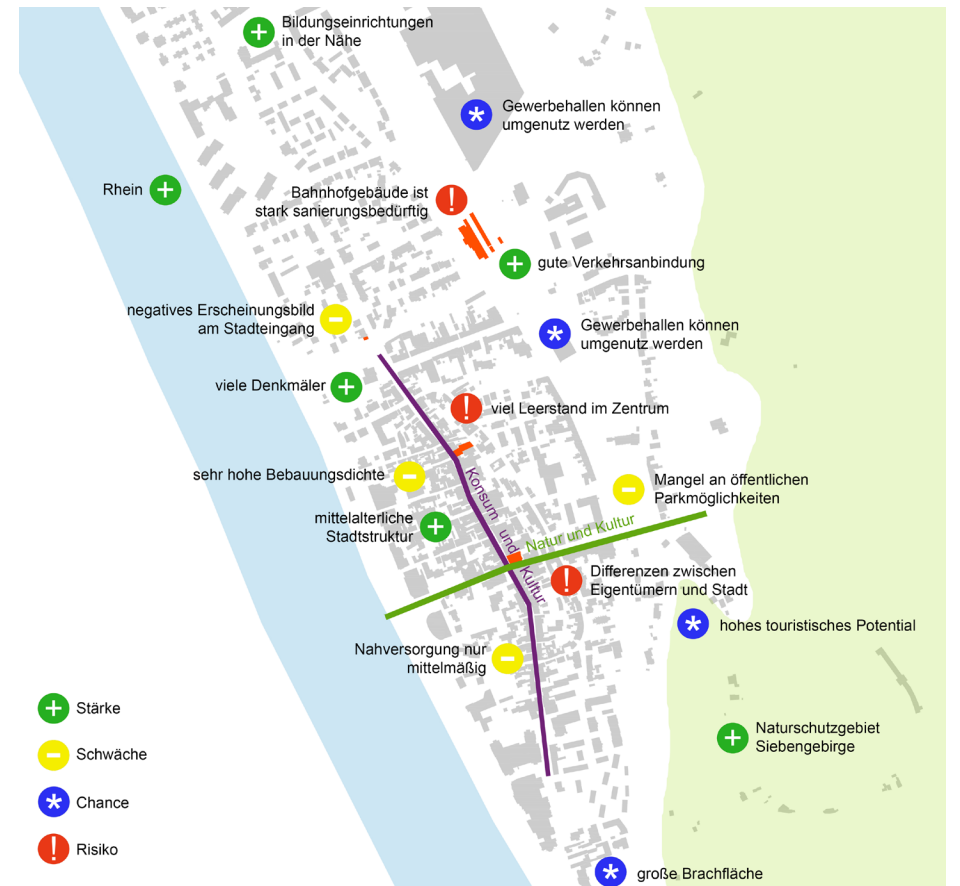 Bildungseinrichtungen
in der Nähe
Gewerbehallen können
umgenutz werden
Rhein
Bahnhofgebäude ist
stark sanierungsbedürftig
gute Verkehrsanbindung
negatives Erscheinungsbild
am Stadteingang
Gewerbehallen können
umgenutz werden
viele Denkmäler
viel Leerstand im Zentrum
sehr hohe Bebauungsdichte
Mangel an öffentlichen
Parkmöglichkeiten
mittelalterliche
Stadtstruktur
Konsum und Kultur
Natur und Kultur
Differenzen zwischen
Eigentümern und Stadt
hohes touristisches Potential
Nahversorgung nur
mittelmäßig
Naturschutzgebiet
Siebengebirge
große Brachfläche
Stärke
Schwäche
Chance
Risiko